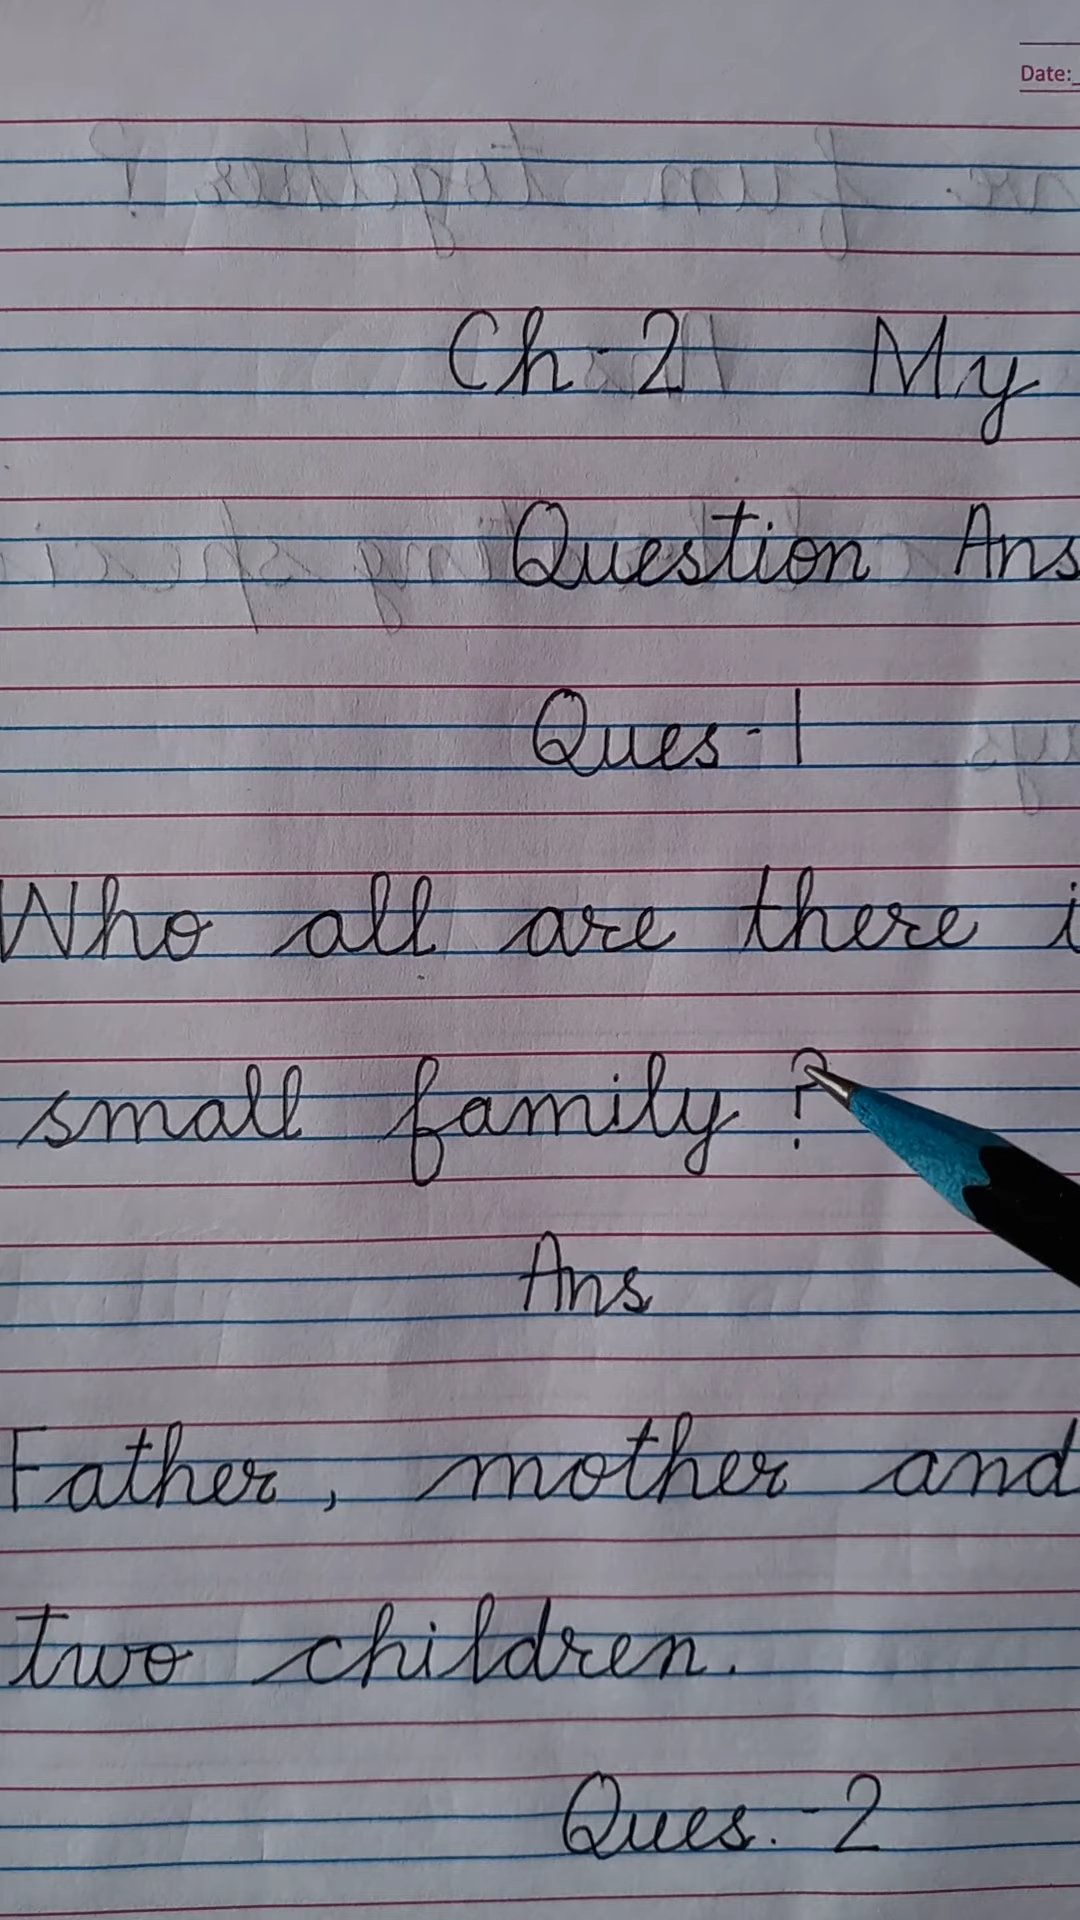 Date:
Ch-2 My
Question Ans
Ques-1
Who all are there i
small family ?
Ans
Father, mother and
two children.
Ques.-2